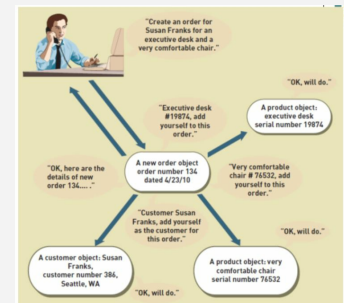 "Create an order for
Susan Franks for an
executive desk and a
very comfortable chair."
"OK, will do."
"Executive desk
#19874, add
yourself to this
order."
A product object:
executive desk
serial number 19874
"OK, here are the
details of new
order 134.... ."
A new order object
order number 134
dated 4/23/10
"Very comfortable
chair # 76532, add
yourself to this
order."
"Customer Susan
Franks, add yourself
as the customer for
this order."
"OK, will do."
A customer object: Susan
Franks,
customer number 386,
Seattle, WA
A product object: very
comfortable chair
serial number 76532
"OK, will do."